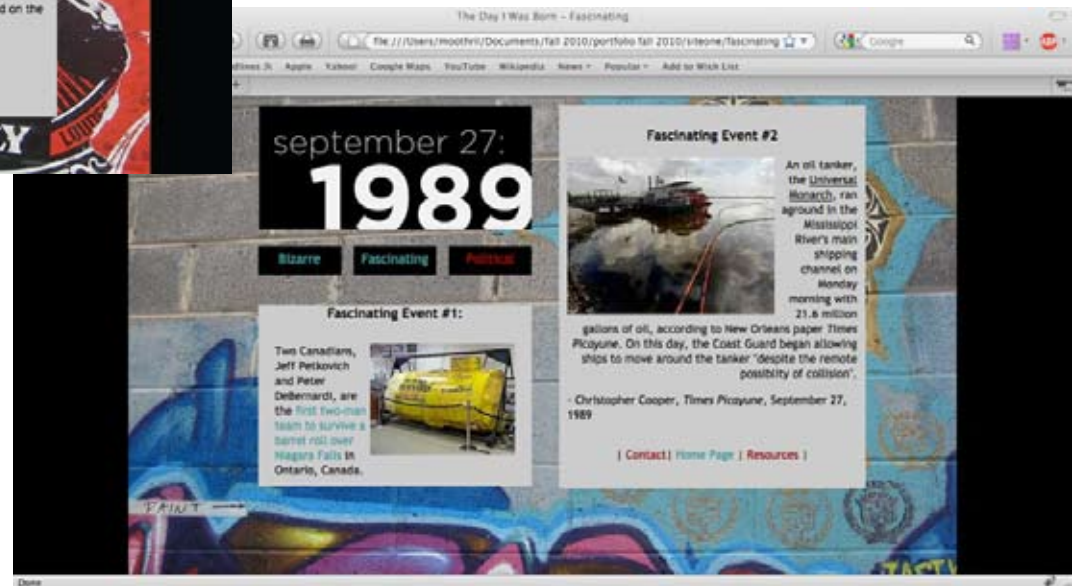 d on the
LY
LOUN
The Day I Was Born - Fascinating
file:///Users/moothril/Documents/fall 2010/portfolio fall 2010/siteone/fascinating
Google
Apple Yahoo! Google Maps YouTube Wikipedia News Popular Add to Wish List
september 27:
1989
Bizarre Fascinating Political
Fascinating Event #1:
Two Canadians,
Jeff Petkovich
and Peter
DeBernardi, are
the first two-man
team to survive a
barrel roll over
Niagara Falls in
Ontario, Canada.
Fascinating Event #2
An oil tanker,
the Universal
Monarch, ran
aground in the
Mississippi
River's main
shipping
channel on
Monday
morning with
21.6 million
gallons of oil, according to New Orleans paper Times
Picayune. On this day, the Coast Guard began allowing
ships to move around the tanker "despite the remote
possiblity of collision".
- Christopher Cooper, Times Picayune, September 27,
1989
| Contact| Home Page | Resources |
PAINT
TASTY
Done